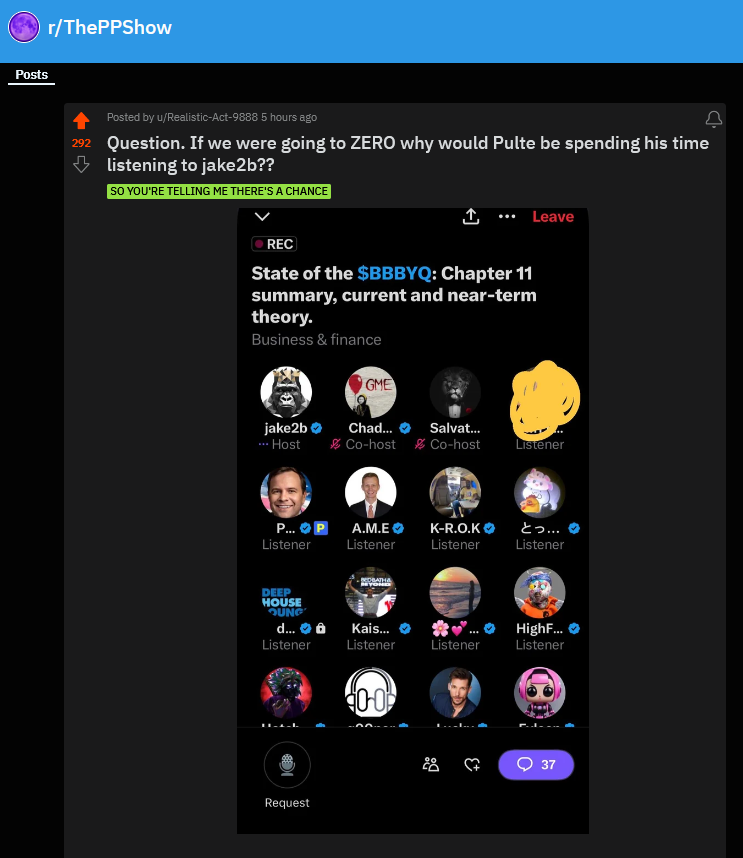 r/ThePPShow
Posts
Posted by u/Realistic-Act-9888 5 hours ago
292
Question. If we were going to ZERO why would Pulte be spending his time
listening to jake2b??
SO YOU'RE TELLING ME THERE'S A CHANCE
Leave
REC
State of the $BBBYQ: Chapter 11
summary, current and near-term
theory.
Business & finance
GME
jake2b Chad... Salvat...
Host Co-host Co-host Listener
BED BATH &
BEYOND
P... P A.M.E K-R.O.K とっ...
Listener Listener Listener Listener
DEEP
HOUSE
d... Kais... 🌸💕... HighF...
Listener Listener Listener Listener
37
Request